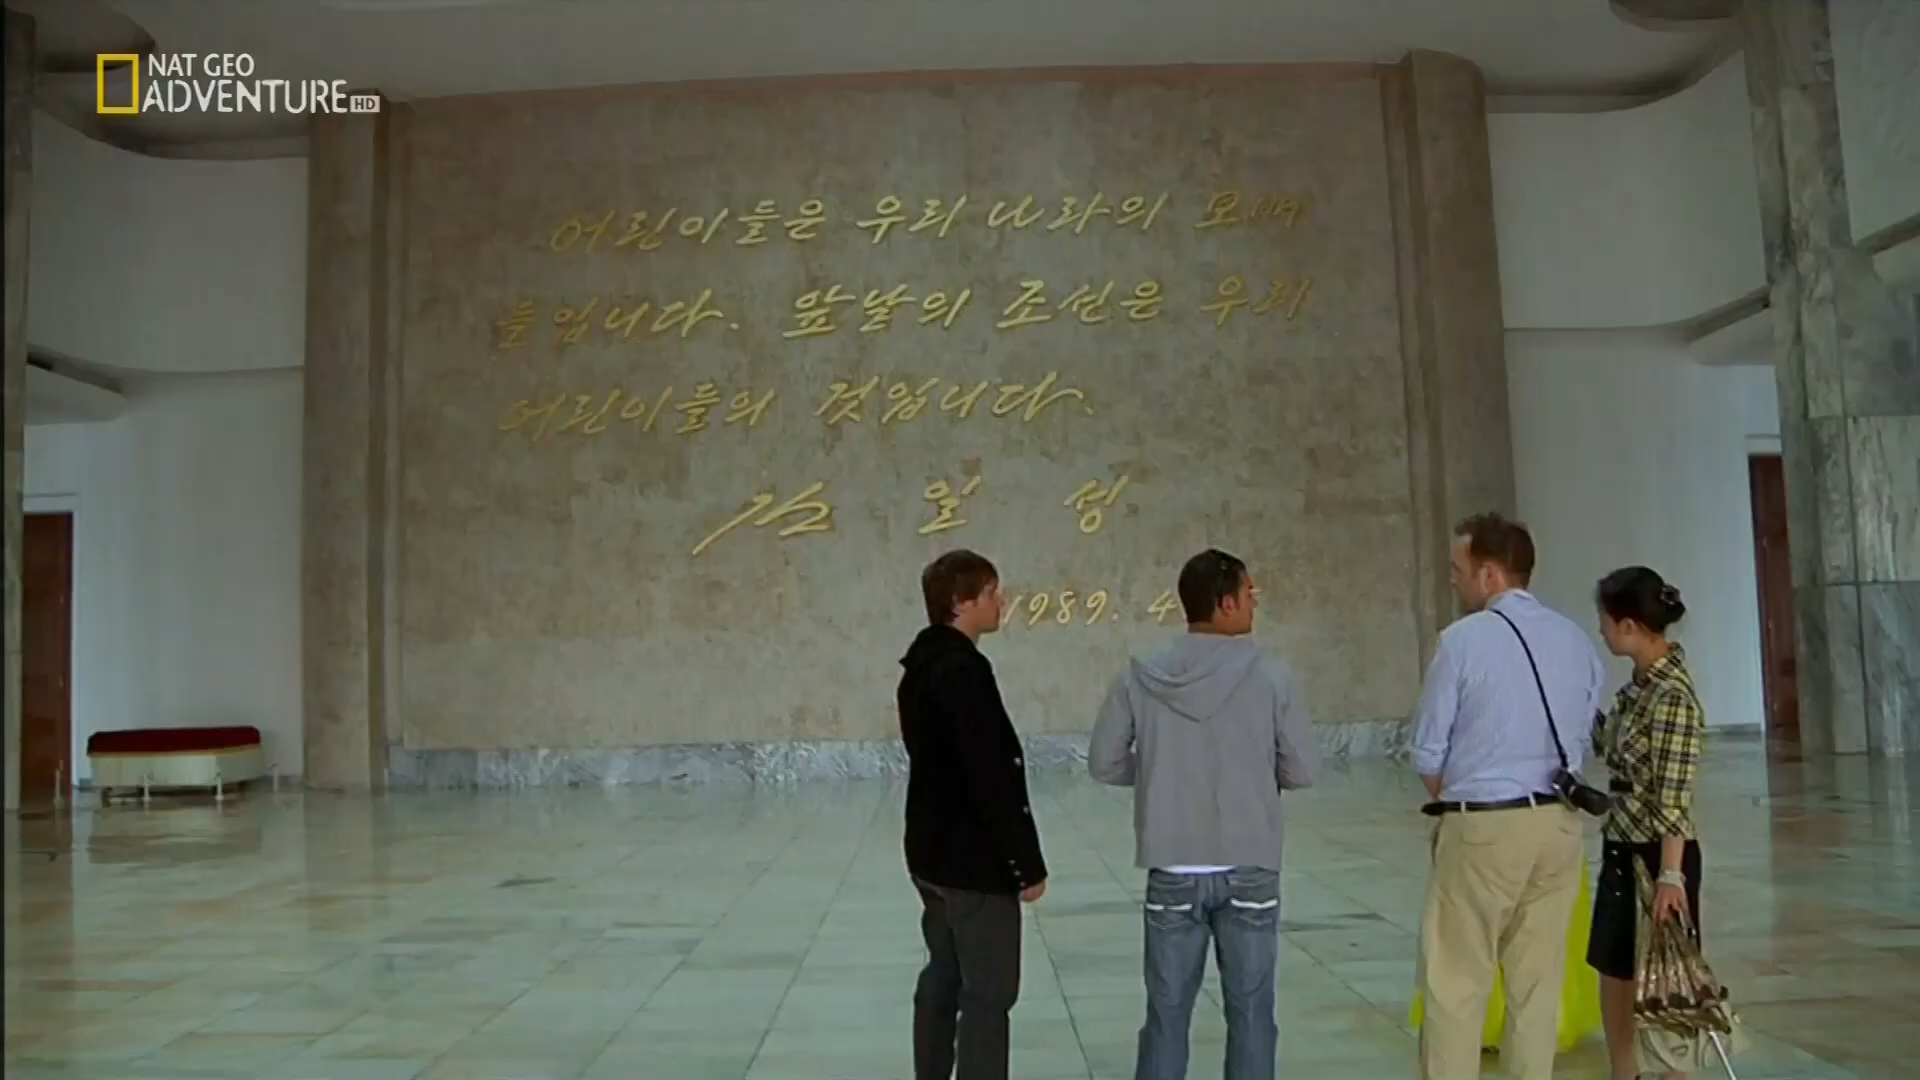 NAT GEO
ADVENTURE HD
어린이들은 우리 나라의 보배
들입니다. 앞날의 조선은 우리
어린이들의 것입니다.
김 일 성
1989. 4